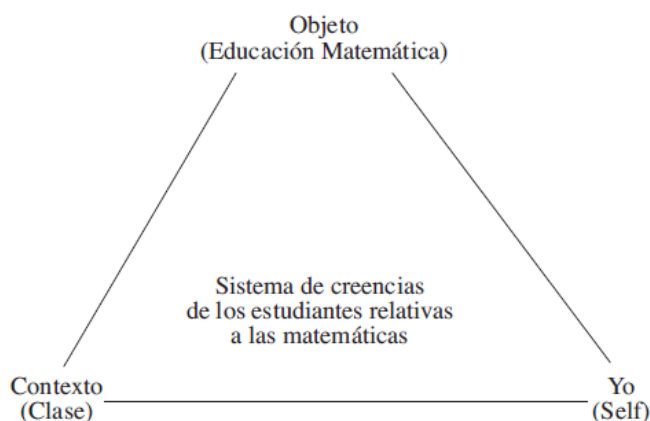 Objeto
(Educación Matemática)
Sistema de creencias
de los estudiantes relativas
a las matemáticas
Contexto
(Clase)
Yo
(Self)